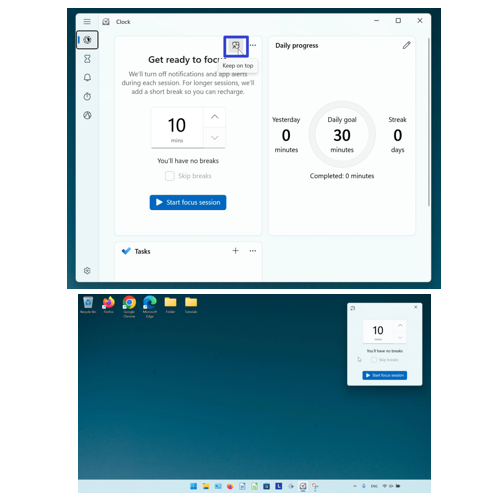 Clock
Keep on top
Get ready to focus
We'll turn off notifications and app alerts
during each session. For longer sessions, we'll
add a short break so you can recharge.
10
mins
You'll have no breaks
Skip breaks
Start focus session
Tasks
Daily progress
Yesterday
0
minutes
Daily goal
30
minutes
Streak
0
days
Completed: 0 minutes
Recycle Bin
Firefox
Google
Chrome
Microsoft
Edge
Folder
Tutorials
10
mins
You'll have no breaks
Skip breaks
Start focus session
ENG